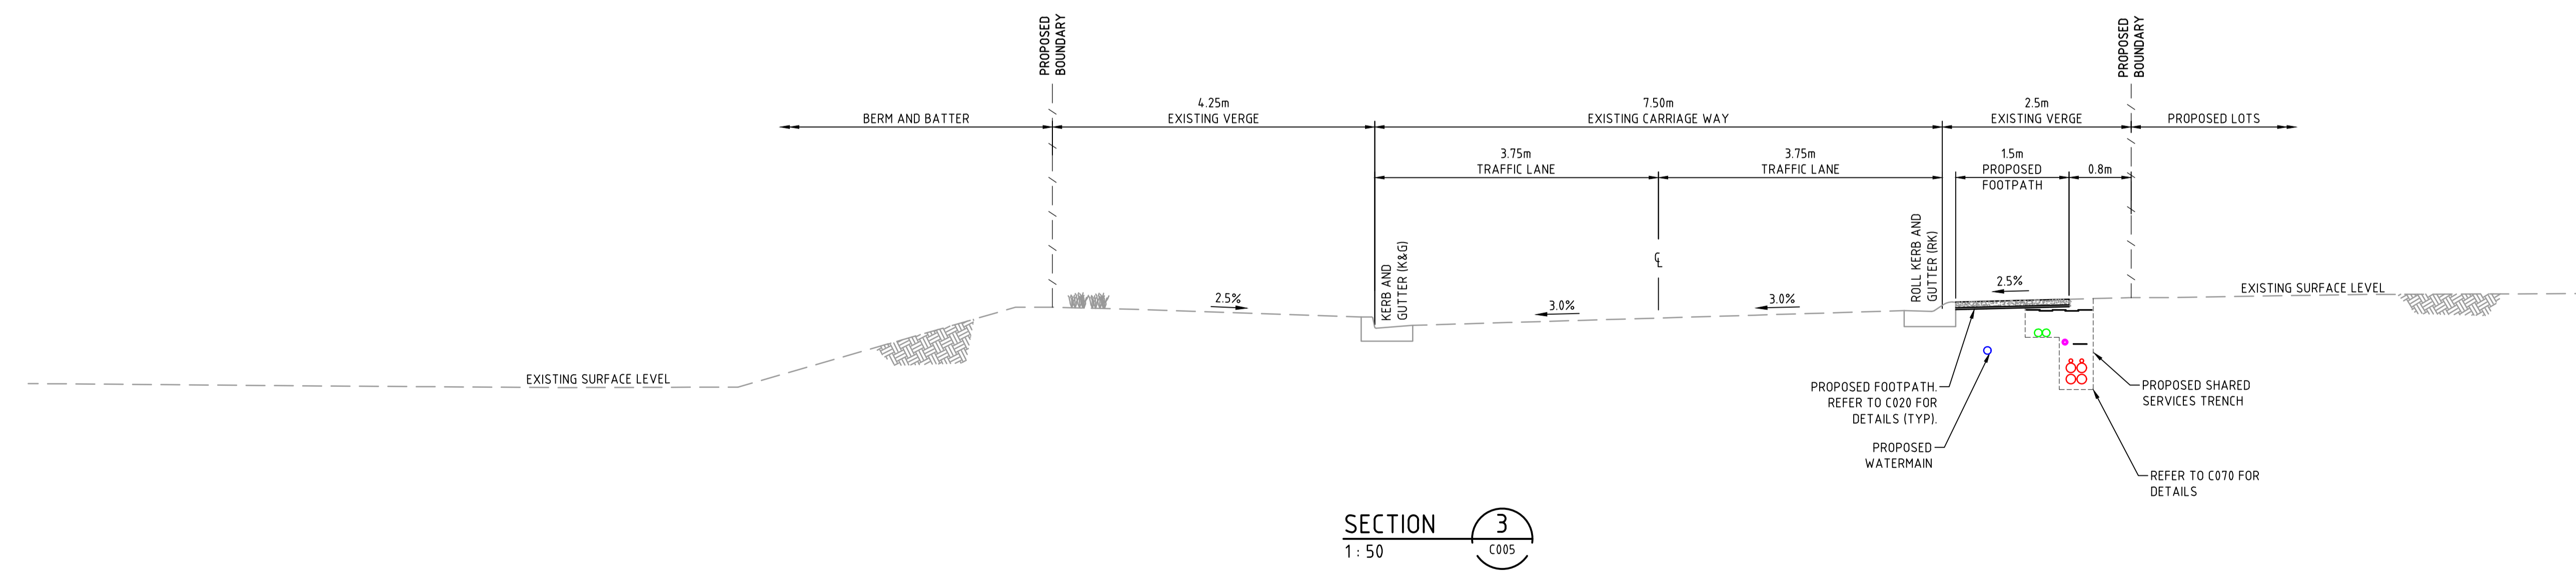 PROPOSED
BOUNDARY
PROPOSED
BOUNDARY
BERM AND BATTER
4.25m
EXISTING VERGE
7.50m
EXISTING CARRIAGE WAY
2.5m
EXISTING VERGE
PROPOSED LOTS
3.75m
TRAFFIC LANE
3.75m
TRAFFIC LANE
1.5m
PROPOSED
FOOTPATH
0.8m
KERB AND
GUTTER (K&G)
℄
ROLL KERB AND
GUTTER (RK)
2.5%
3.0%
3.0%
2.5%
EXISTING SURFACE LEVEL
EXISTING SURFACE LEVEL
PROPOSED FOOTPATH.
REFER TO C020 FOR
DETAILS (TYP).
PROPOSED
WATERMAIN
PROPOSED SHARED
SERVICES TRENCH
REFER TO C070 FOR
DETAILS
SECTION
1 : 50
3
C005